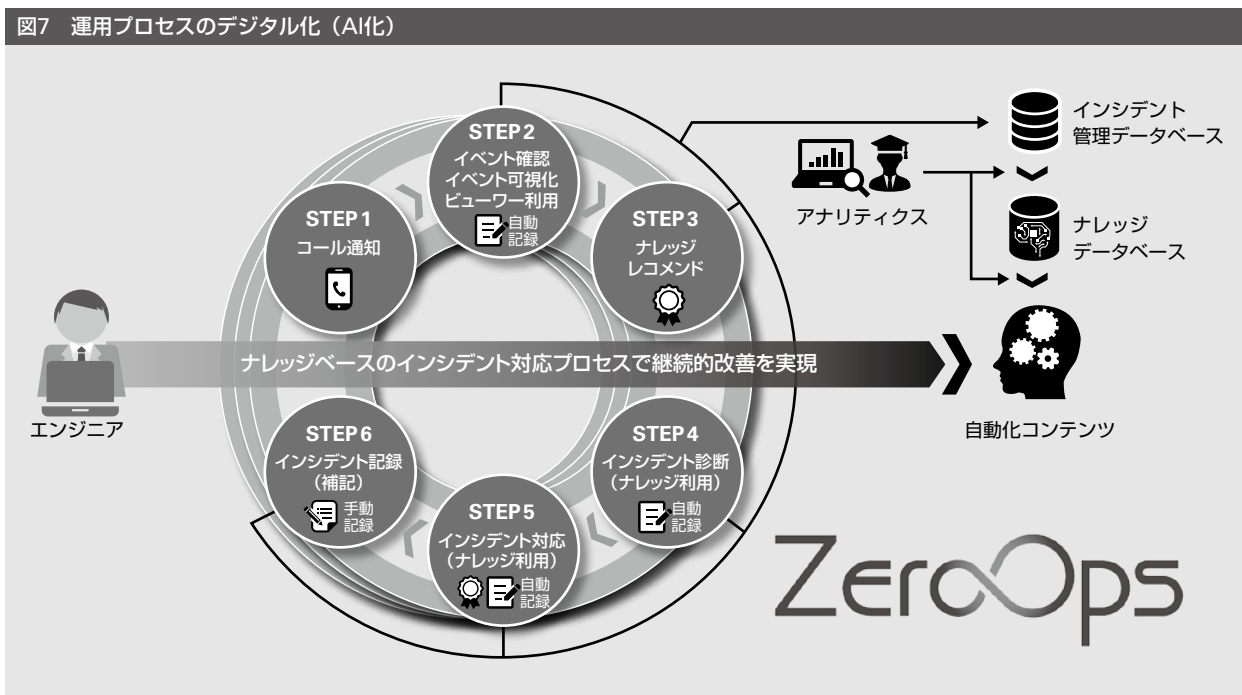 図7 運用プロセスのデジタル化（AI化）
STEP1
コール通知
STEP2
イベント確認
イベント可視化
ビューワー利用
自動
記録
STEP3
ナレッジ
レコメンド
アナリティクス
インシデント
管理データベース
ナレッジ
データベース
エンジニア
ナレッジベースのインシデント対応プロセスで継続的改善を実現
自動化コンテンツ
STEP6
インシデント記録
（補記）
手動
記録
STEP5
インシデント対応
（ナレッジ利用）
自動
記録
STEP4
インシデント診断
（ナレッジ利用）
自動
記録
ZeroOps